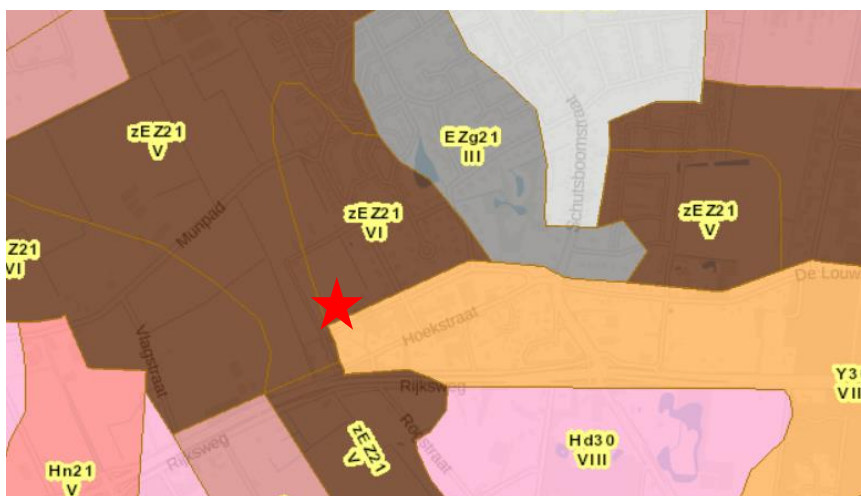 zEZ21
V
EZg21
III
Schutsboomstraat
Munpad
zEZ21
VI
zEZ21
V
Z21
VI
De Louw
Hoekstraat
Vlagstraat
Rijksweg
Y3
VII
Rijksweg
zEZ21
V
Hd30
VIII
Hn21
V